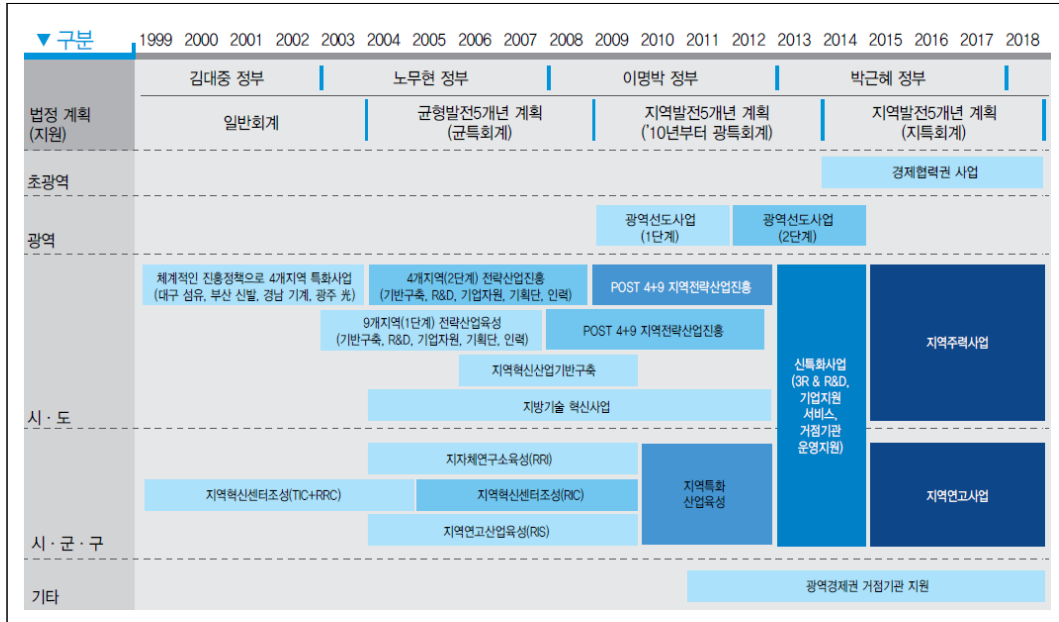 ▼ 구분
1999 2000 2001 2002 2003 2004 2005 2006 2007 2008 2009 2010 2011 2012 2013 2014 2015 2016 2017 2018
김대중 정부
노무현 정부
이명박 정부
박근혜 정부
법정 계획
(지원)
일반회계
균형발전5개년 계획
(균특회계)
지역발전5개년 계획
('10년부터 광특회계)
지역발전5개년 계획
(지특회계)
초광역
경제협력권 사업
광역
광역선도사업
(1단계)
광역선도사업
(2단계)
시 · 도
체계적인 진흥정책으로 4개지역 특화사업
(대구 섬유, 부산 신발, 경남 기계, 광주 光)
4개지역(2단계) 전략산업진흥
(기반구축, R&D, 기업자원, 기획단, 인력)
POST 4+9 지역전략산업진흥
9개지역(1단계) 전략산업육성
(기반구축, R&D, 기업자원, 기획단, 인력)
POST 4+9 지역전략산업진흥
지역혁신산업기반구축
지방기술 혁신사업
신특화사업
(3R & R&D,
기업지원
서비스,
거점기관
운영지원)
지역주력사업
시 · 군 · 구
지자체연구소육성(RRI)
지역혁신센터조성(TIC+RRC)
지역혁신센터조성(RIC)
지역연고산업육성(RIS)
지역특화
산업육성
지역연고사업
기타
광역경제권 거점기관 지원